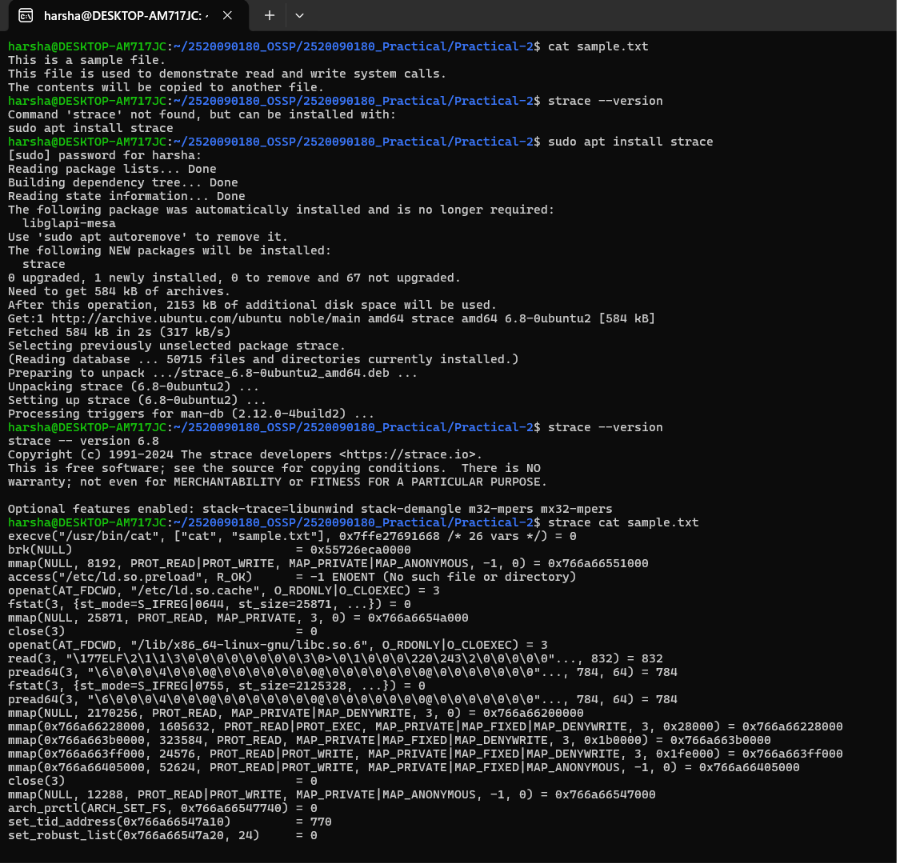 harsha@DESKTOP-AM717JC: ~
harsha@DESKTOP-AM717JC:~/2520090180_OSSP/2520090180_Practical/Practical-2$ cat sample.txt
This is a sample file.
This file is used to demonstrate read and write system calls.
The contents will be copied to another file.
harsha@DESKTOP-AM717JC:~/2520090180_OSSP/2520090180_Practical/Practical-2$ strace --version
Command 'strace' not found, but can be installed with:
sudo apt install strace
harsha@DESKTOP-AM717JC:~/2520090180_OSSP/2520090180_Practical/Practical-2$ sudo apt install strace
[sudo] password for harsha:
Reading package lists... Done
Building dependency tree... Done
Reading state information... Done
The following package was automatically installed and is no longer required:
  libglapi-mesa
Use 'sudo apt autoremove' to remove it.
The following NEW packages will be installed:
  strace
0 upgraded, 1 newly installed, 0 to remove and 67 not upgraded.
Need to get 584 kB of archives.
After this operation, 2153 kB of additional disk space will be used.
Get:1 http://archive.ubuntu.com/ubuntu noble/main amd64 strace amd64 6.8-0ubuntu2 [584 kB]
Fetched 584 kB in 2s (317 kB/s)
Selecting previously unselected package strace.
(Reading database ... 50715 files and directories currently installed.)
Preparing to unpack .../strace_6.8-0ubuntu2_amd64.deb ...
Unpacking strace (6.8-0ubuntu2) ...
Setting up strace (6.8-0ubuntu2) ...
Processing triggers for man-db (2.12.0-4build2) ...
harsha@DESKTOP-AM717JC:~/2520090180_OSSP/2520090180_Practical/Practical-2$ strace --version
strace -- version 6.8
Copyright (c) 1991-2024 The strace developers <https://strace.io>.
This is free software; see the source for copying conditions.  There is NO
warranty; not even for MERCHANTABILITY or FITNESS FOR A PARTICULAR PURPOSE.

Optional features enabled: stack-trace=libunwind stack-demangle m32-mpers mx32-mpers
harsha@DESKTOP-AM717JC:~/2520090180_OSSP/2520090180_Practical/Practical-2$ strace cat sample.txt
execve("/usr/bin/cat", ["cat", "sample.txt"], 0x7ffe27691668 /* 26 vars */) = 0
brk(NULL)                               = 0x55726eca0000
mmap(NULL, 8192, PROT_READ|PROT_WRITE, MAP_PRIVATE|MAP_ANONYMOUS, -1, 0) = 0x766a66551000
access("/etc/ld.so.preload", R_OK)      = -1 ENOENT (No such file or directory)
openat(AT_FDCWD, "/etc/ld.so.cache", O_RDONLY|O_CLOEXEC) = 3
fstat(3, {st_mode=S_IFREG|0644, st_size=25871, ...}) = 0
mmap(NULL, 25871, PROT_READ, MAP_PRIVATE, 3, 0) = 0x766a6654a000
close(3)                                = 0
openat(AT_FDCWD, "/lib/x86_64-linux-gnu/libc.so.6", O_RDONLY|O_CLOEXEC) = 3
read(3, "\177ELF\2\1\1\3\0\0\0\0\0\0\0\0\3\0>\0\1\0\0\0\220\243\2\0\0\0\0\0"..., 832) = 832
pread64(3, "\6\0\0\0\4\0\0\0@\0\0\0\0\0\0\0@\0\0\0\0\0\0\0@\0\0\0\0\0\0\0"..., 784, 64) = 784
fstat(3, {st_mode=S_IFREG|0755, st_size=2125328, ...}) = 0
pread64(3, "\6\0\0\0\4\0\0\0@\0\0\0\0\0\0\0@\0\0\0\0\0\0\0@\0\0\0\0\0\0\0"..., 784, 64) = 784
mmap(NULL, 2170256, PROT_READ, MAP_PRIVATE|MAP_DENYWRITE, 3, 0) = 0x766a66200000
mmap(0x766a66228000, 1605632, PROT_READ|PROT_EXEC, MAP_PRIVATE|MAP_FIXED|MAP_DENYWRITE, 3, 0x28000) = 0x766a66228000
mmap(0x766a663b0000, 323584, PROT_READ, MAP_PRIVATE|MAP_FIXED|MAP_DENYWRITE, 3, 0x1b0000) = 0x766a663b0000
mmap(0x766a663ff000, 24576, PROT_READ|PROT_WRITE, MAP_PRIVATE|MAP_FIXED|MAP_DENYWRITE, 3, 0x1fe000) = 0x766a663ff000
mmap(0x766a66405000, 52624, PROT_READ|PROT_WRITE, MAP_PRIVATE|MAP_FIXED|MAP_ANONYMOUS, -1, 0) = 0x766a66405000
close(3)                                = 0
mmap(NULL, 12288, PROT_READ|PROT_WRITE, MAP_PRIVATE|MAP_ANONYMOUS, -1, 0) = 0x766a66547000
arch_prctl(ARCH_SET_FS, 0x766a66547740) = 0
set_tid_address(0x766a66547a10)         = 770
set_robust_list(0x766a66547a20, 24)     = 0